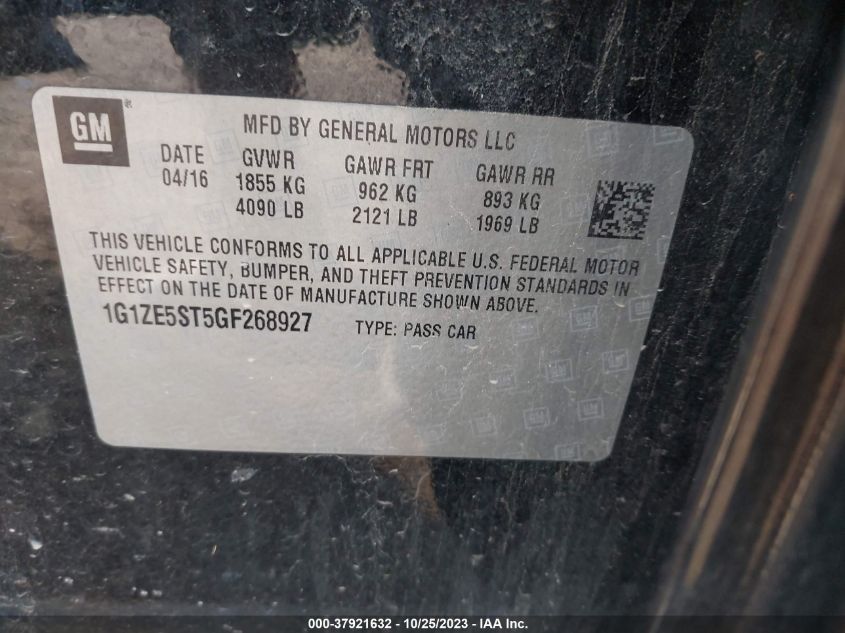 GM
MFD BY GENERAL MOTORS LLC
DATE GVWR GAWR FRT GAWR RR
04/16 1855 KG 962 KG 893 KG
4090 LB 2121 LB 1969 LB
THIS VEHICLE CONFORMS TO ALL APPLICABLE U.S. FEDERAL MOTOR
VEHICLE SAFETY, BUMPER, AND THEFT PREVENTION STANDARDS IN
EFFECT ON THE DATE OF MANUFACTURE SHOWN ABOVE.
1G1ZE5ST5GF268927 TYPE: PASS CAR
000-37921632 - 10/25/2023 - IAA Inc.